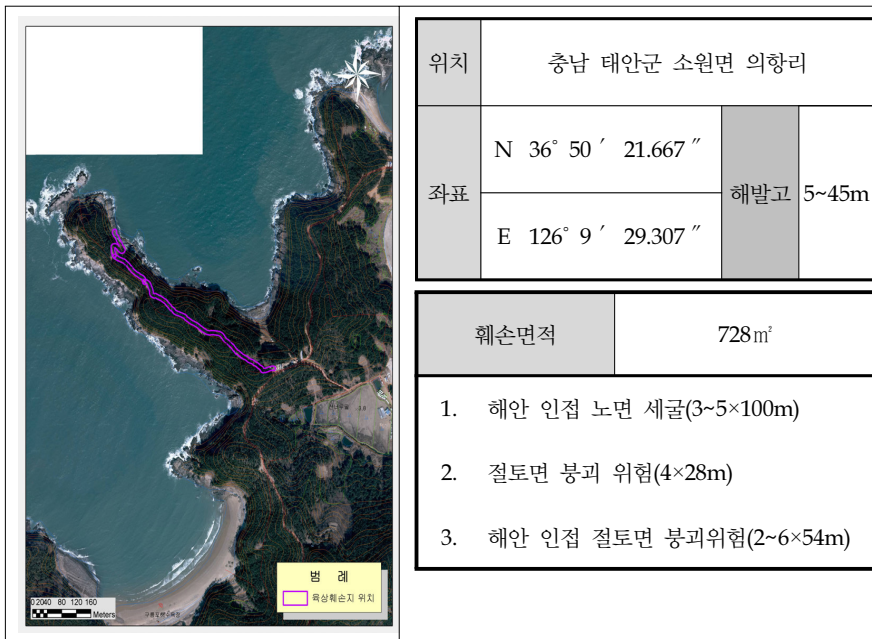 위치
충남 태안군 소원면 의항리
좌표
N 36° 50 ′ 21.667 ″
E 126° 9 ′ 29.307 ″
해발고
5~45m
훼손면적
728㎡
1. 해안 인접 노면 세굴(3~5×100m)
2. 절토면 붕괴 위험(4×28m)
3. 해안 인접 절토면 붕괴위험(2~6×54m)
범 례
육상훼손지 위치
0 20 40 80 120 160
Meters